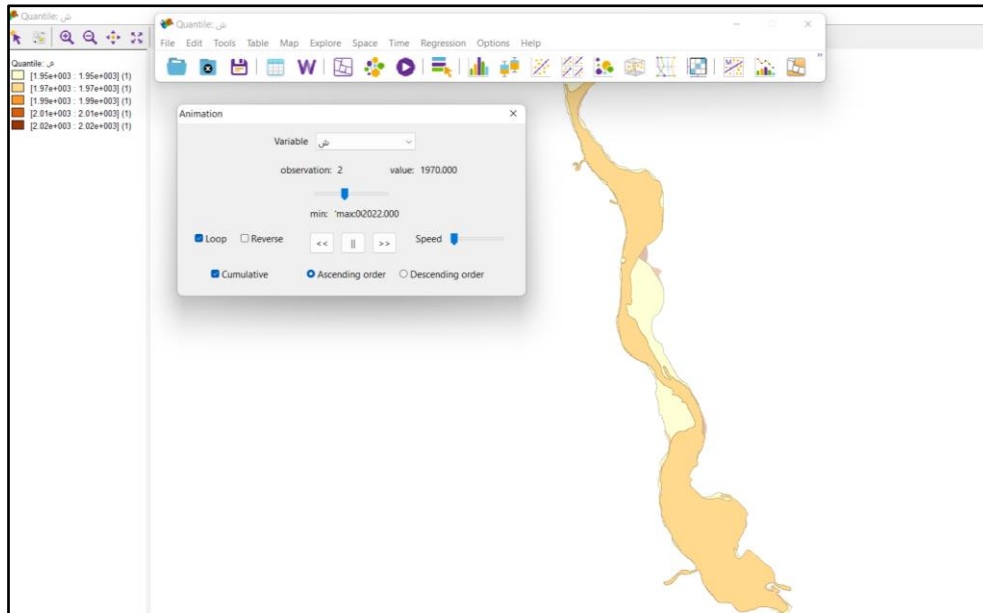 Quantile: ش
Quantile: ش
File Edit Tools Table Map Explore Space Time Regression Options Help
Quantile: ش
[1.95e+003 : 1.95e+003] (1)
[1.97e+003 : 1.97e+003] (1)
[1.99e+003 : 1.99e+003] (1)
[2.01e+003 : 2.01e+003] (1)
[2.02e+003 : 2.02e+003] (1)
Animation
Variable ش
observation: 2 value: 1970.000
min: 'max:0‎2022.000
Loop Reverse << || >> Speed
Cumulative Ascending order Descending order